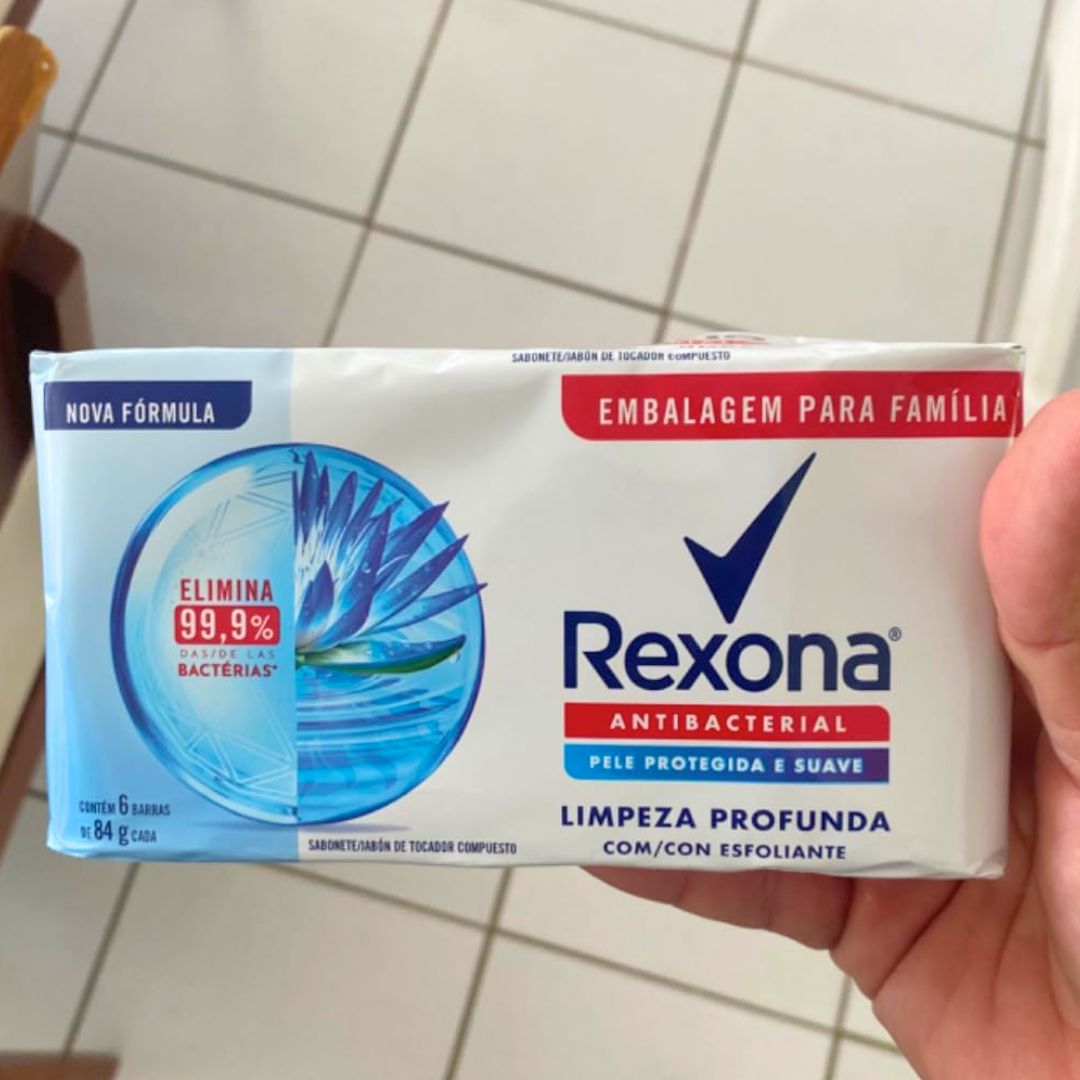 SABONETE/JABÓN DE TOCADOR COMPUESTO
NOVA FÓRMULA
EMBALAGEM PARA FAMÍLIA
ELIMINA
99,9%
DAS/DE LAS
BACTÉRIAS*
Rexona®
ANTIBACTERIAL
PELE PROTEGIDA E SUAVE
LIMPEZA PROFUNDA
COM/CON ESFOLIANTE
CONTÉM 6 BARRAS
DE 84 g CADA
SABONETE/JABÓN DE TOCADOR COMPUESTO